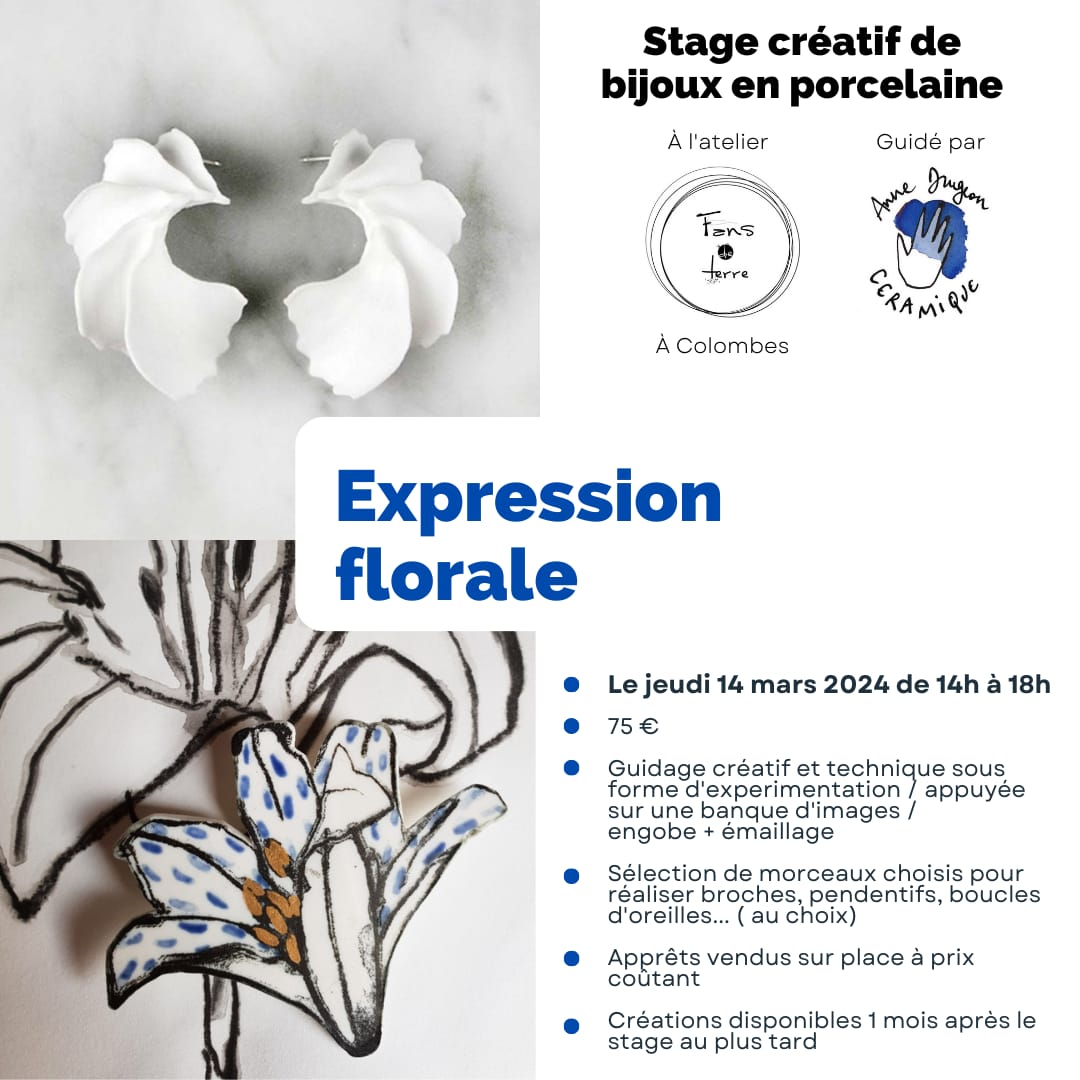 Stage créatif de
bijoux en porcelaine
À l'atelier
Guidé par
Fans
de
terre
Anne Jugeon
CERAMIQUE
À Colombes
Expression
florale
Le jeudi 14 mars 2024 de 14h à 18h
75 €
Guidage créatif et technique sous
forme d'experimentation / appuyée
sur une banque d'images /
engobe + émaillage
Sélection de morceaux choisis pour
réaliser broches, pendentifs, boucles
d'oreilles... ( au choix)
Apprêts vendus sur place à prix
coûtant
Créations disponibles 1 mois après le
stage au plus tard